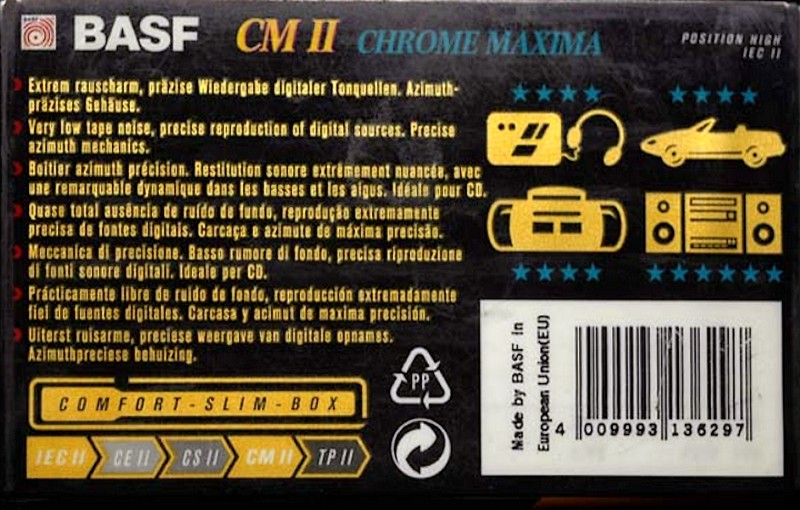 BASF CM II CHROME MAXIMA POSITION HIGH
IEC II
Extrem rauscharm, präzise Wiedergabe digitaler Tonquellen. Azimuth-
präzises Gehäuse.
Very low tape noise, precise reproduction of digital sources. Precise
azimuth mechanics.
Boîtier azimuth précision. Restitution sonore extrêmement nuancée, avec
une remarquable dynamique dans les basses et les aigus. Idéale pour CD.
Quase total ausência de ruído de fundo, reprodução extremamente
precisa de fontes digitais. Carcaça e azimute de máxima precisão.
Meccanica di precisione. Basso rumore di fondo, precisa riproduzione
di fonti sonore digitali. Ideale per CD.
Prácticamente libre de ruido de fondo, reproducción extremadamente
fiel de fuentes digitales. Carcasa y acimut de maxima precisión.
Uiterst ruisarme, preciese weergave van digitale opnames.
Azimuthpreciese behuizing.
COMFORT-SLIM-BOX
IEC II CE II CS II CM II TP II
PP
Made by BASF in
European Union(EU)
4 009993 136297